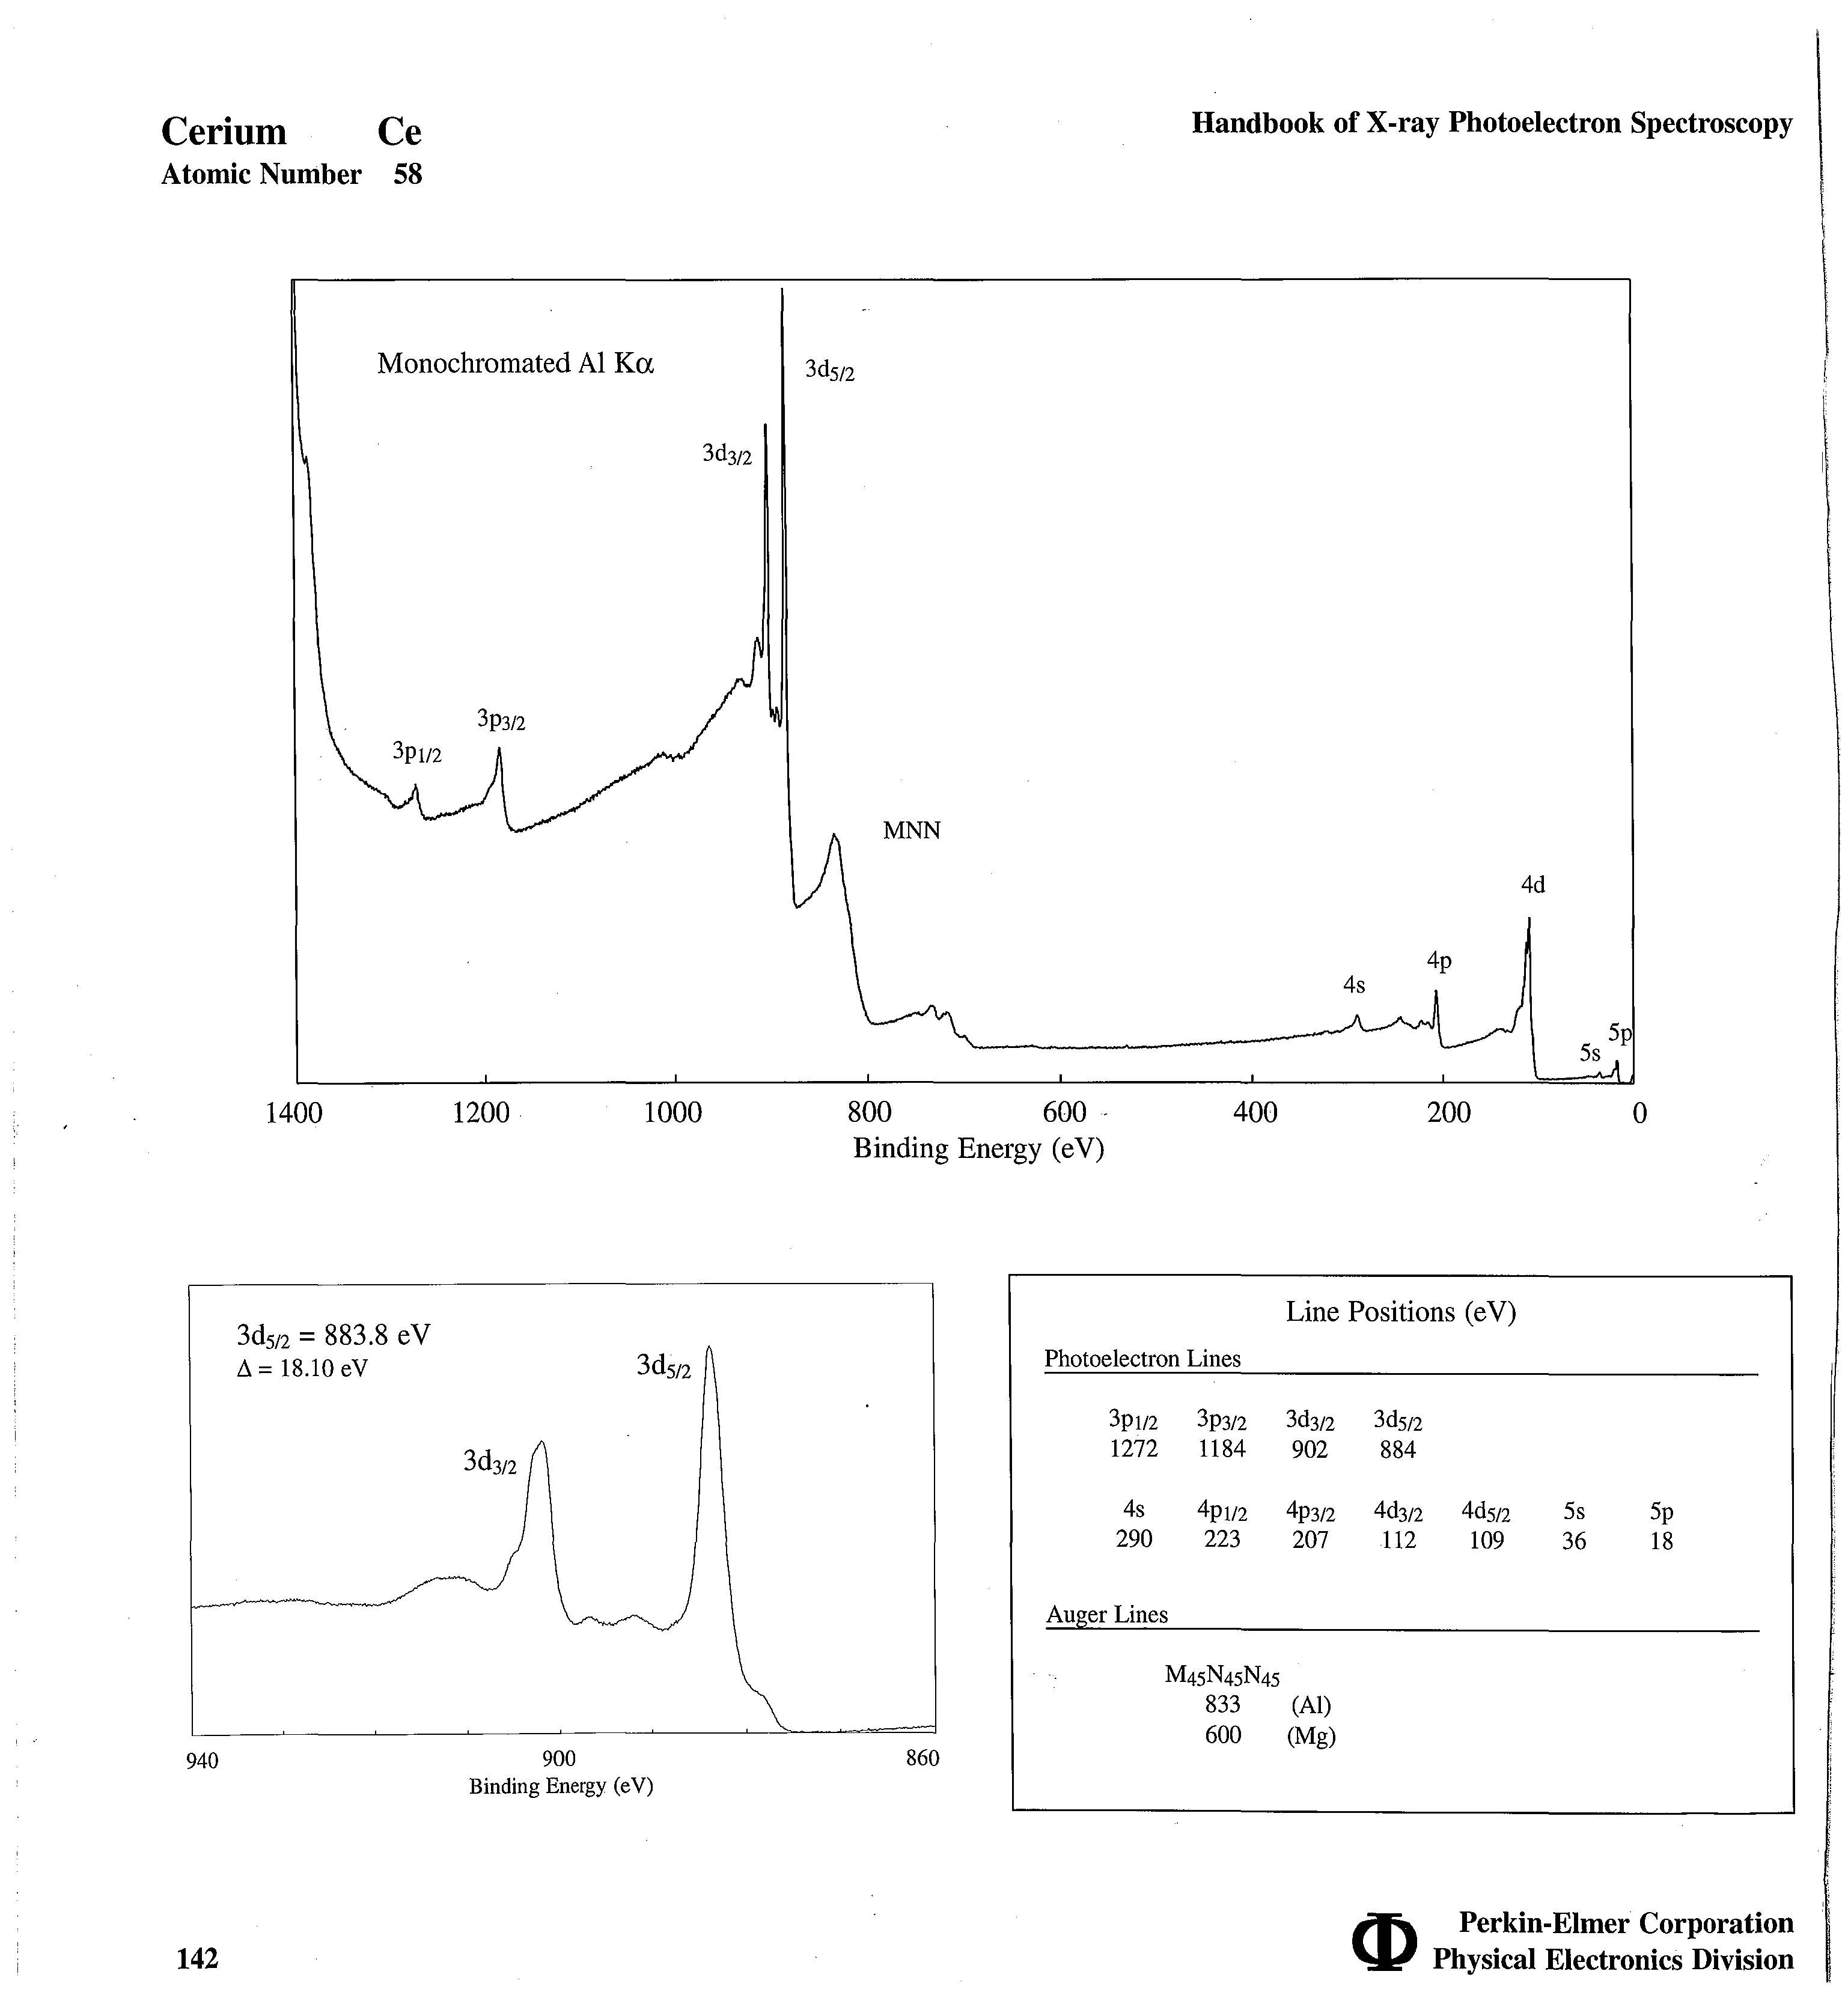 Cerium Ce
Atomic Number 58
Handbook of X-ray Photoelectron Spectroscopy
Monochromated Al Kα
3d5/2
3d3/2
3p3/2
3p1/2
MNN
4d
4p
4s
5p
5s
1400 1200 1000 800 600 400 200 0
Binding Energy (eV)
3d5/2 = 883.8 eV
Δ = 18.10 eV
3d5/2
3d3/2
940 900 860
Binding Energy (eV)
Line Positions (eV)
Photoelectron Lines
3p1/2 3p3/2 3d3/2 3d5/2
1272 1184 902 884
4s 4p1/2 4p3/2 4d3/2 4d5/2 5s 5p
290 223 207 112 109 36 18
Auger Lines
M45N45N45
833 (Al)
600 (Mg)
142
Perkin-Elmer Corporation
Physical Electronics Division